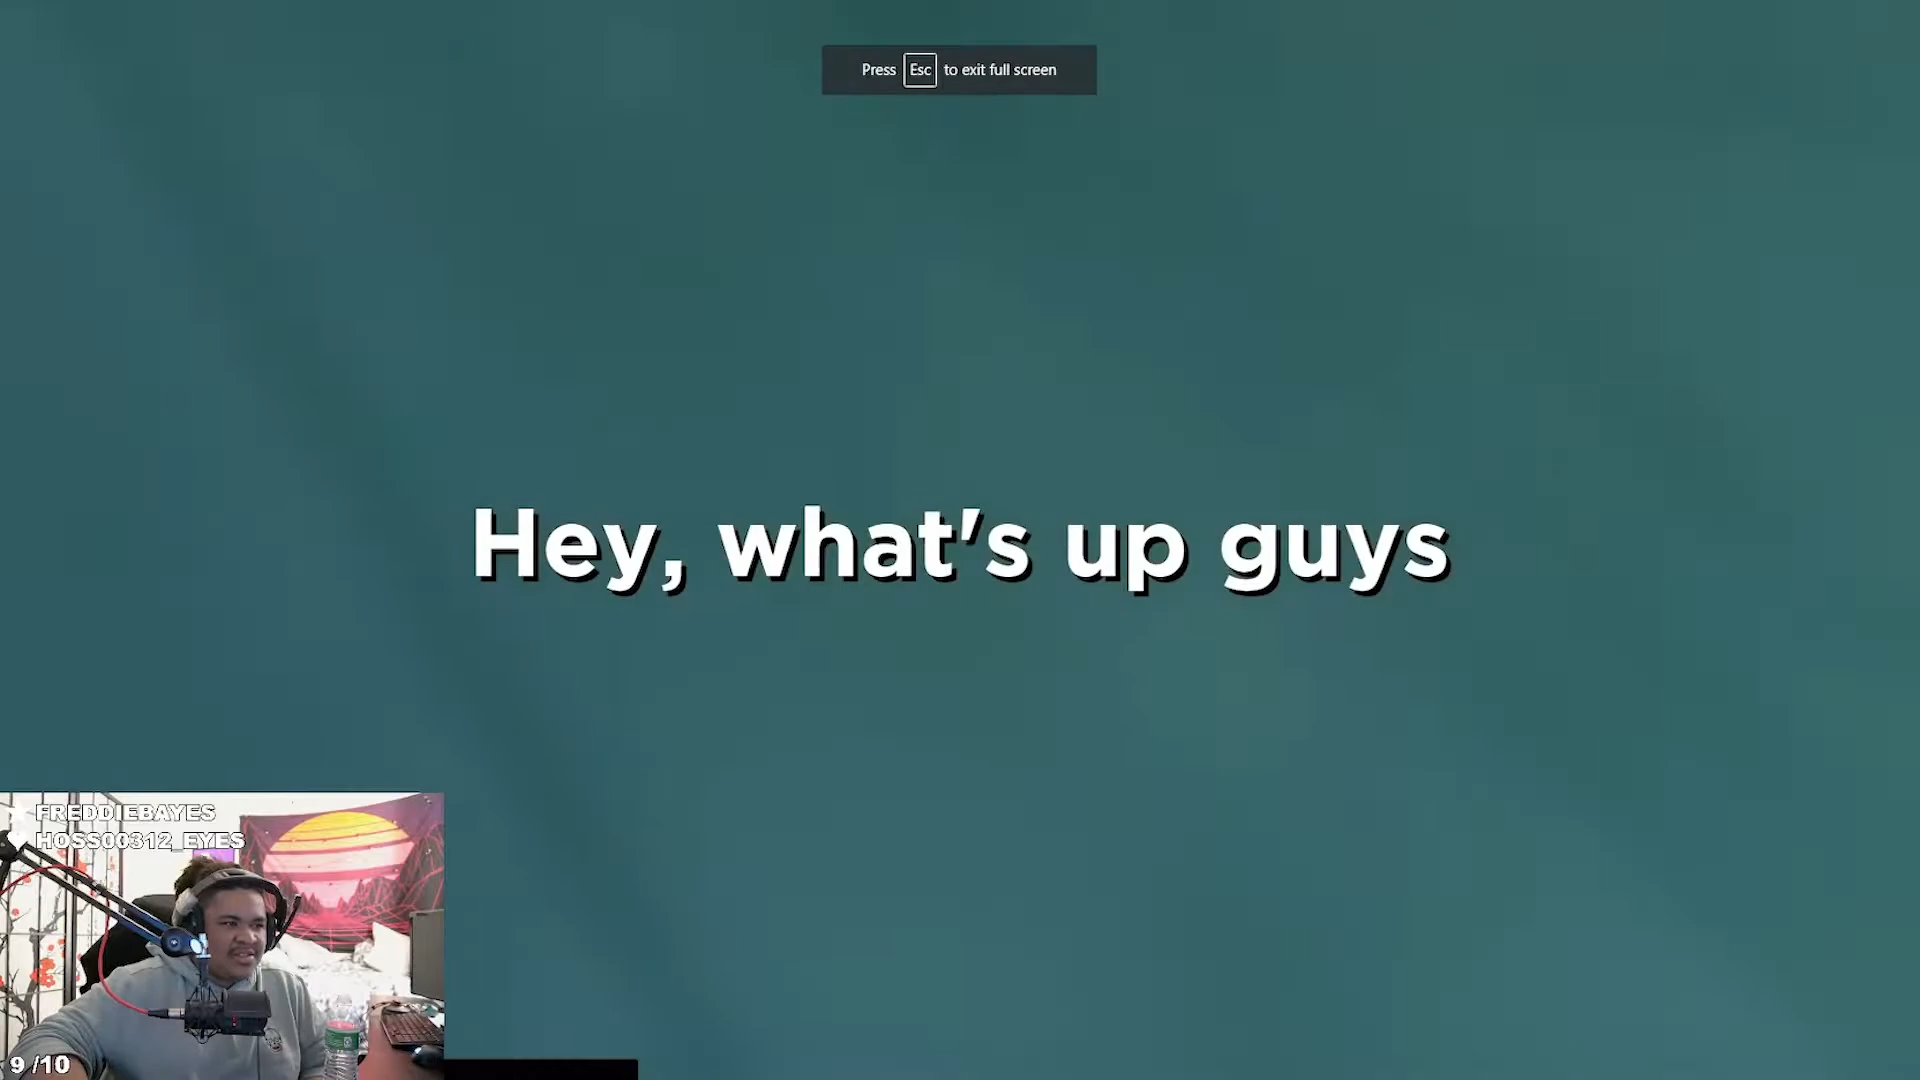 Press Esc to exit full screen
Hey, what's up guys
FREDDIEBAYES
HOSS00312_EYES
9 /10